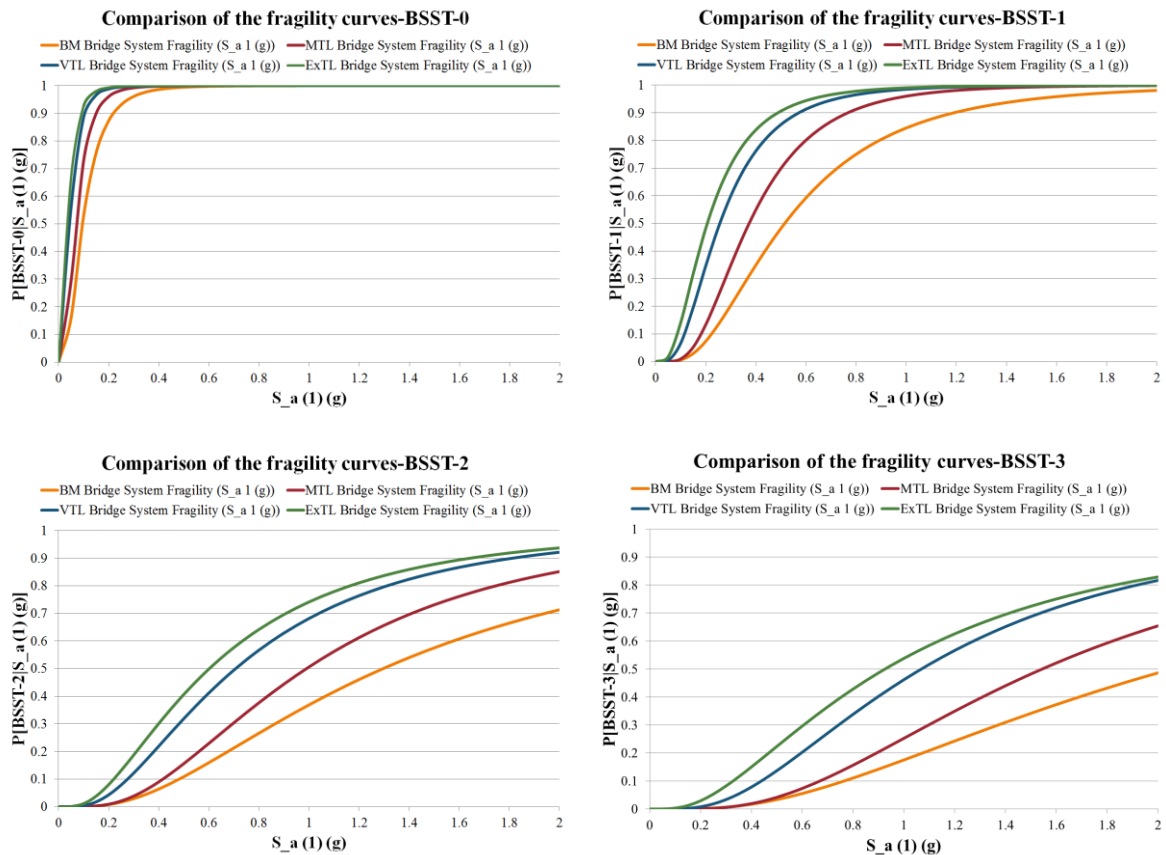 Comparison of the fragility curves-BSST-0
BM Bridge System Fragility (S_a 1 (g)) MTL Bridge System Fragility (S_a 1 (g))
VTL Bridge System Fragility (S_a 1 (g)) ExTL Bridge System Fragility (S_a 1 (g))
P[BSST-0|S_a (1) (g)]
1
0.9
0.8
0.7
0.6
0.5
0.4
0.3
0.2
0.1
0
0 0.2 0.4 0.6 0.8 1 1.2 1.4 1.6 1.8 2
S_a (1) (g)
Comparison of the fragility curves-BSST-1
BM Bridge System Fragility (S_a 1 (g)) MTL Bridge System Fragility (S_a 1 (g))
VTL Bridge System Fragility (S_a 1 (g)) ExTL Bridge System Fragility (S_a 1 (g))
P[BSST-1|S_a (1) (g)]
1
0.9
0.8
0.7
0.6
0.5
0.4
0.3
0.2
0.1
0
0 0.2 0.4 0.6 0.8 1 1.2 1.4 1.6 1.8 2
S_a (1) (g)
Comparison of the fragility curves-BSST-2
BM Bridge System Fragility (S_a 1 (g)) MTL Bridge System Fragility (S_a 1 (g))
VTL Bridge System Fragility (S_a 1 (g)) ExTL Bridge System Fragility (S_a 1 (g))
P[BSST-2|S_a (1) (g)]
1
0.9
0.8
0.7
0.6
0.5
0.4
0.3
0.2
0.1
0
0 0.2 0.4 0.6 0.8 1 1.2 1.4 1.6 1.8 2
S_a (1) (g)
Comparison of the fragility curves-BSST-3
BM Bridge System Fragility (S_a 1 (g)) MTL Bridge System Fragility (S_a 1 (g))
VTL Bridge System Fragility (S_a 1 (g)) ExTL Bridge System Fragility (S_a 1 (g))
P[BSST-3|S_a (1) (g)]
1
0.9
0.8
0.7
0.6
0.5
0.4
0.3
0.2
0.1
0
0 0.2 0.4 0.6 0.8 1 1.2 1.4 1.6 1.8 2
S_a (1) (g)